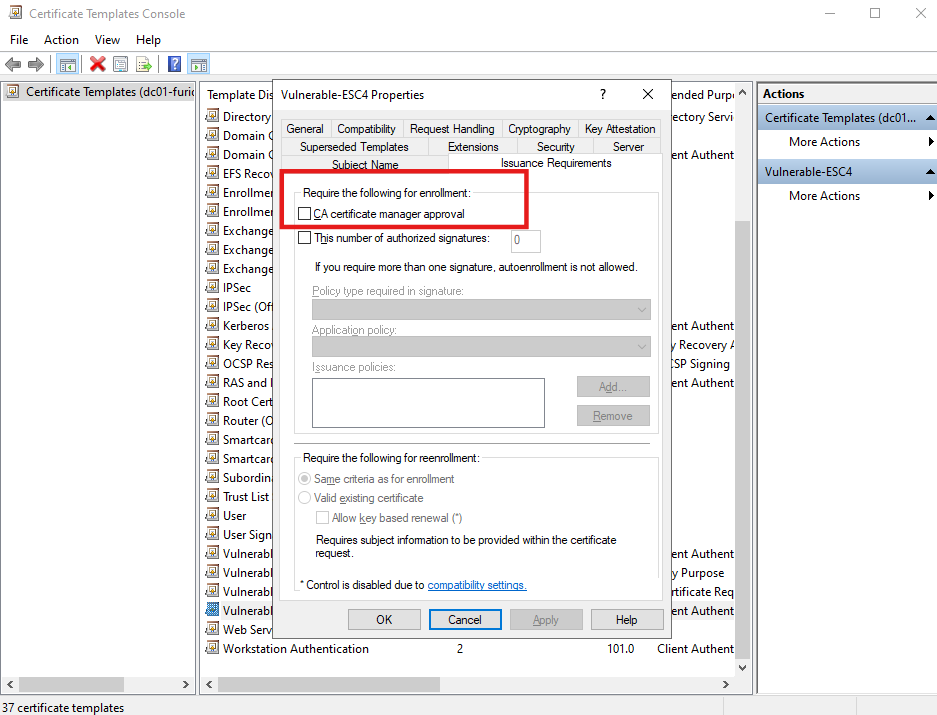 Certificate Templates Console
File Action View Help
Certificate Templates (dc01-furic
Template Dis
ended Purpo
Directory
rectory Servi
Domain C
Domain C
ent Authent
EFS Recov
Enrollmen
Enrollmen
Exchange
Exchange
Exchange
IPSec
IPSec (Off
Kerberos
ent Authent
Key Recov
y Recovery A
OCSP Res
CSP Signing
RAS and I
ent Authent
Root Cert
Router (O
Smartcard
Smartcard
Subordina
Trust List
User
User Sign
Vulnerabl
ent Authent
Vulnerabl
y Purpose
Vulnerabl
rtificate Req
Vulnerabl
ent Authent
Web Serv
Workstation Authentication 2 101.0 Client Authent
Vulnerable-ESC4 Properties ?
General Compatibility Request Handling Cryptography Key Attestation
Superseded Templates Extensions Security Server
Subject Name Issuance Requirements
Require the following for enrollment:
CA certificate manager approval
This number of authorized signatures: 0
If you require more than one signature, autoenrollment is not allowed.
Policy type required in signature:
Application policy:
Issuance policies:
Add...
Remove
Require the following for reenrollment:
Same criteria as for enrollment
Valid existing certificate
Allow key based renewal (*)
Requires subject information to be provided within the certificate
request.
* Control is disabled due to compatibility settings.
OK Cancel Apply Help
Actions
Certificate Templates (dc01...
More Actions
Vulnerable-ESC4
More Actions
37 certificate templates